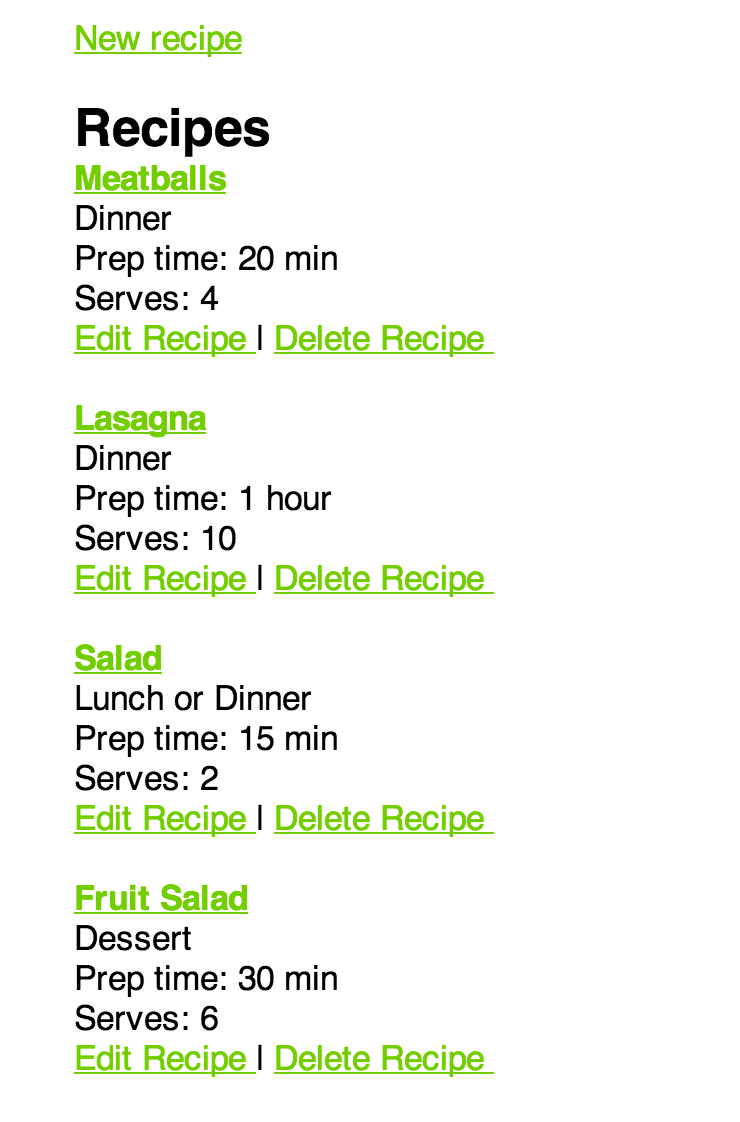 New recipe
Recipes
Meatballs
Dinner
Prep time: 20 min
Serves: 4
Edit Recipe | Delete Recipe
Lasagna
Dinner
Prep time: 1 hour
Serves: 10
Edit Recipe | Delete Recipe
Salad
Lunch or Dinner
Prep time: 15 min
Serves: 2
Edit Recipe | Delete Recipe
Fruit Salad
Dessert
Prep time: 30 min
Serves: 6
Edit Recipe | Delete Recipe